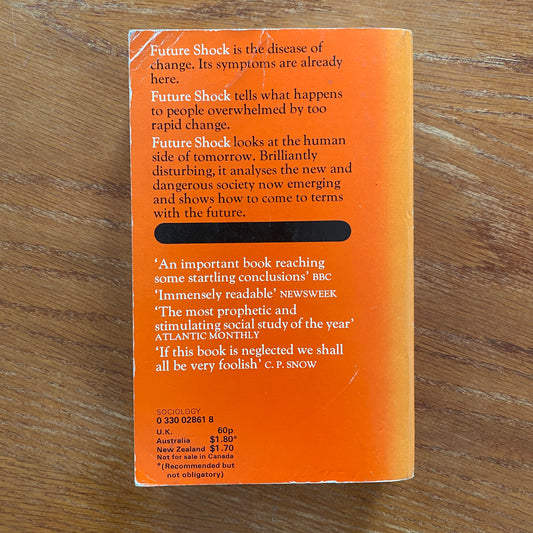 Future Shock is the disease of
change. Its symptoms are already
here.
Future Shock tells what happens
to people overwhelmed by too
rapid change.
Future Shock looks at the human
side of tomorrow. Brilliantly
disturbing, it analyses the new and
dangerous society now emerging
and shows how to come to terms
with the future.
‘An important book reaching
some startling conclusions’ BBC
‘Immensely readable’ NEWSWEEK
‘The most prophetic and
stimulating social study of the year’
ATLANTIC MONTHLY
‘If this book is neglected we shall
all be very foolish’ C. P. SNOW
SOCIOLOGY
0 330 02861 8
U.K. 60p
Australia $1.80*
New Zealand $1.70
Not for sale in Canada
*(Recommended but
not obligatory)